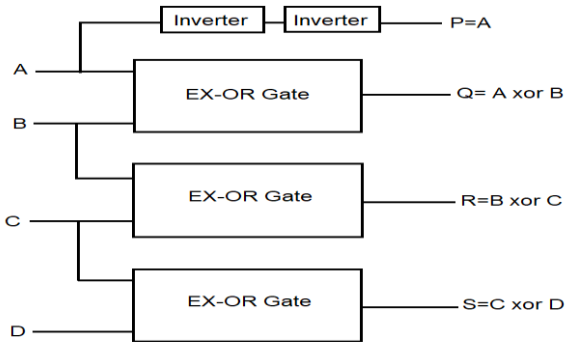 Inverter Inverter P=A
A
EX-OR Gate
Q= A xor B
B
EX-OR Gate
R=B xor C
C
EX-OR Gate
S=C xor D
D